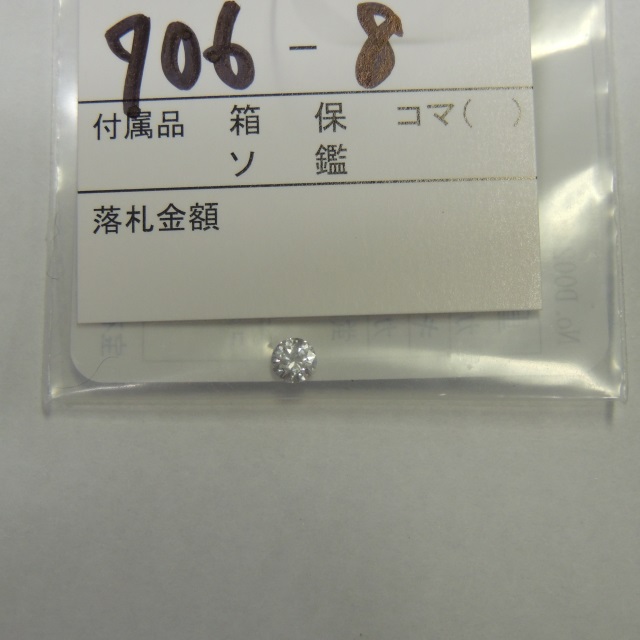 906-8
付属品 箱 保 コマ( )
ソ 鑑
落札金額